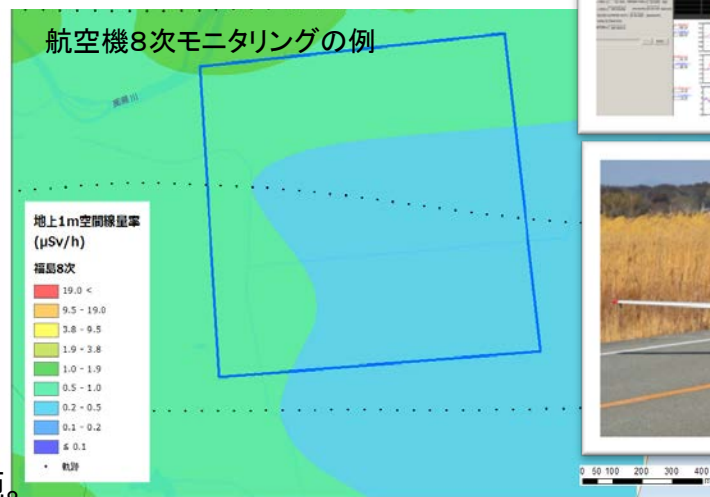 航空機8次モニタリングの例
高瀬川
地上1m空間線量率
(μSv/h)
福島8次
19.0 <
9.5 - 19.0
3.8 - 9.5
1.9 - 3.8
1.0 - 1.9
0.5 - 1.0
0.2 - 0.5
0.1 - 0.2
≦ 0.1
軌跡
0 50 100 200 300 400